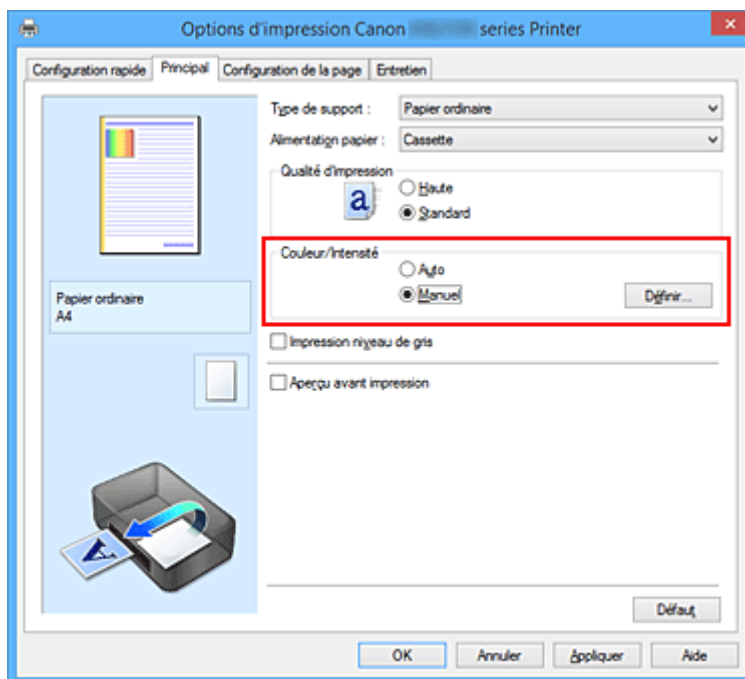 Options d'impression Canon series Printer
Configuration rapide Principal Configuration de la page Entretien
Type de support : Papier ordinaire
Alimentation papier : Cassette
Qualité d'impression
a
Haute
Standard
Couleur/Intensité
Auto
Manuel Définir...
Papier ordinaire
A4
Impression niveau de gris
Aperçu avant impression
A
Défaut
OK Annuler Appliquer Aide